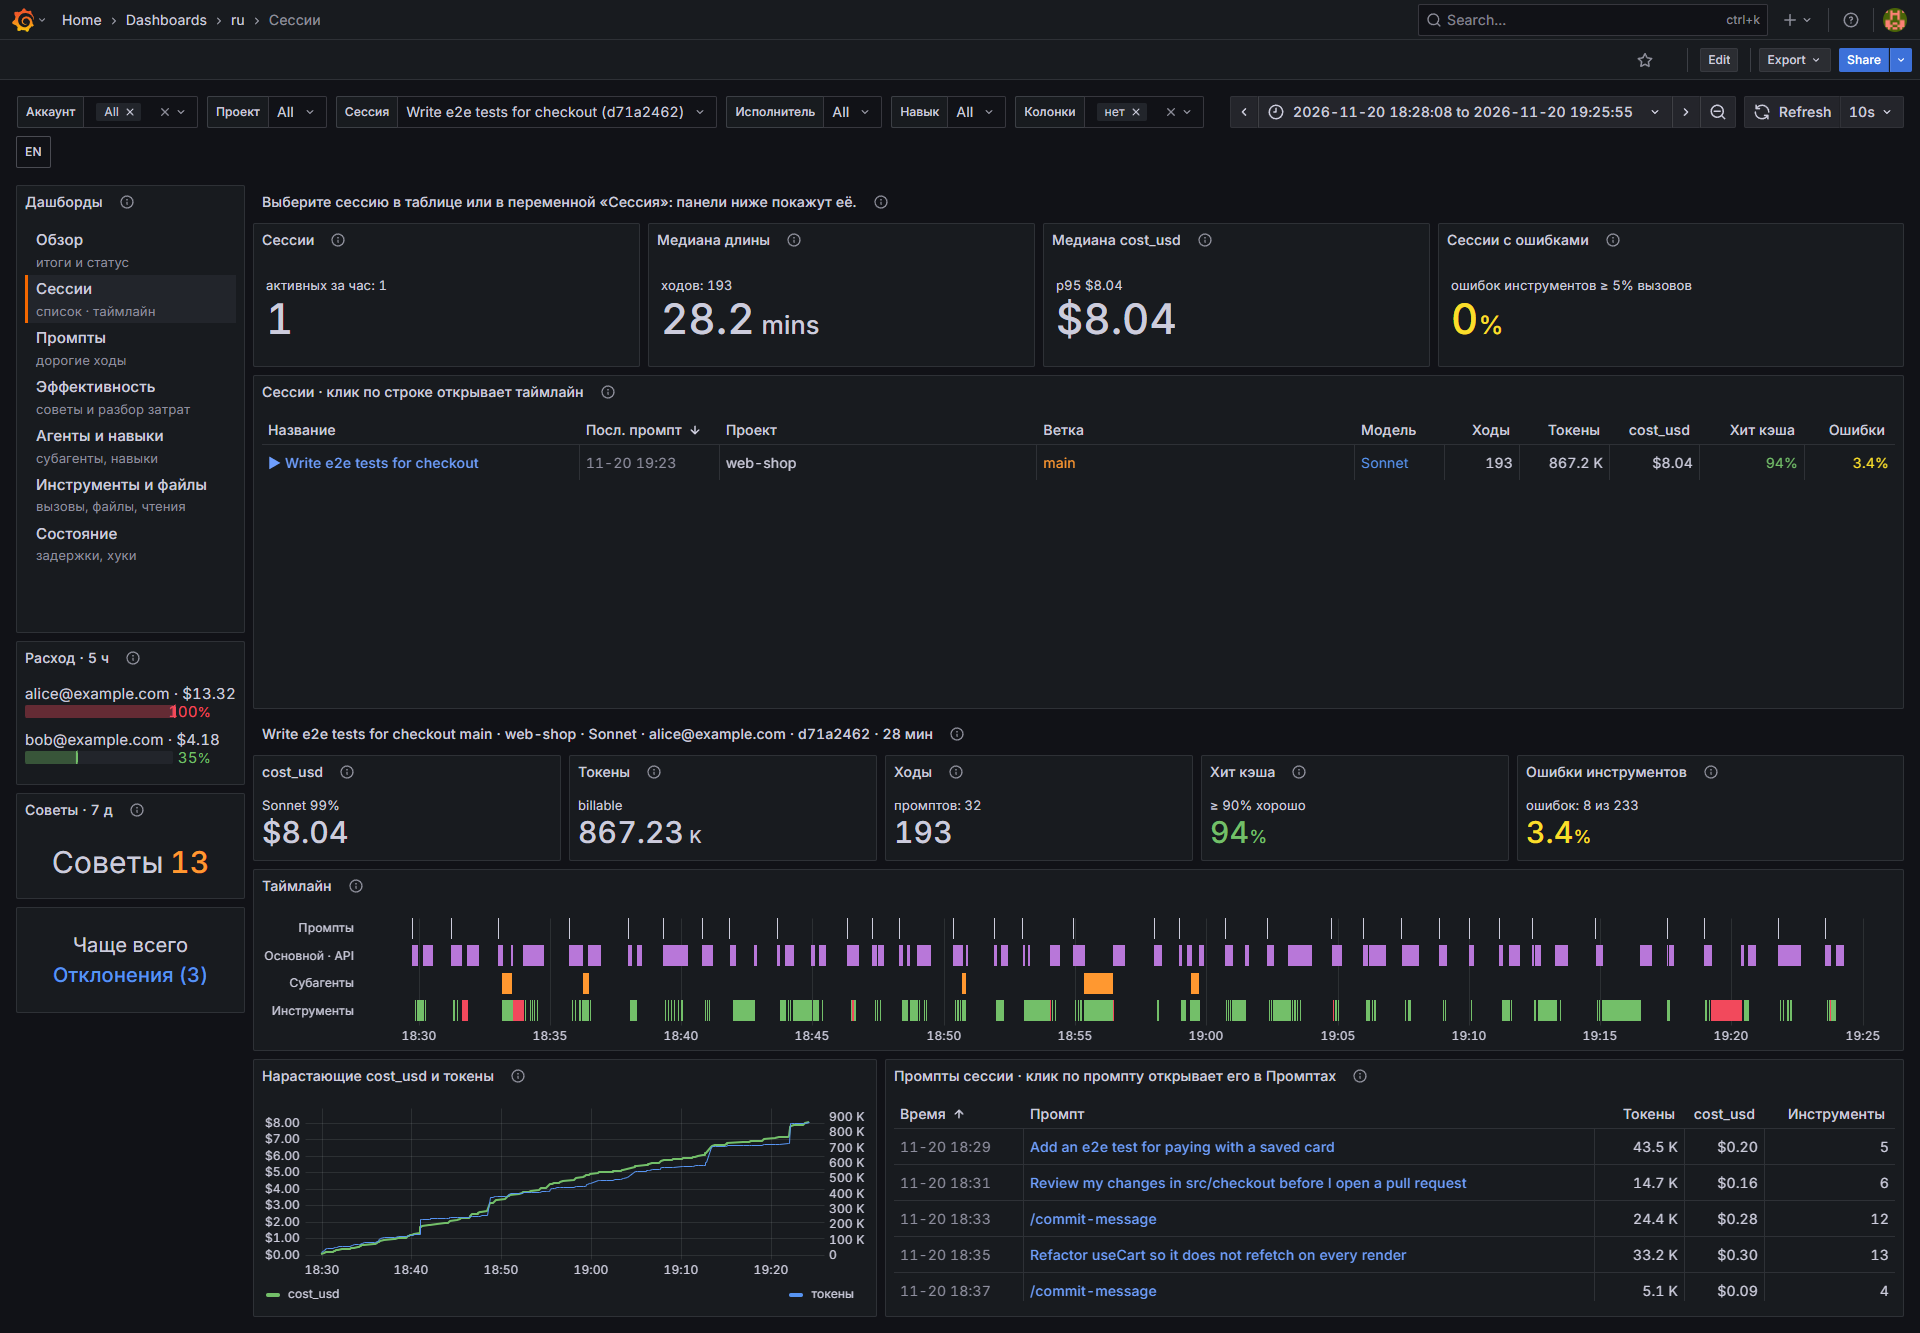 Home › Dashboards › ru › Сессии
Search... ctrl+k
Edit Export Share
Аккаунт All Проект All Сессия Write e2e tests for checkout (d71a2462) Исполнитель All Навык All Колонки нет 2026-11-20 18:28:08 to 2026-11-20 19:25:55 Refresh 10s
EN
Дашборды
Обзор
итоги и статус
Сессии
список · таймлайн
Промпты
дорогие ходы
Эффективность
советы и разбор затрат
Агенты и навыки
субагенты, навыки
Инструменты и файлы
вызовы, файлы, чтения
Состояние
задержки, хуки
Расход · 5 ч
alice@example.com · $13.32
100%
bob@example.com · $4.18
35%
Советы · 7 д
Советы 13
Чаще всего
Отклонения (3)
Выберите сессию в таблице или в переменной «Сессия»: панели ниже покажут её.
Сессии
активных за час: 1
1
Медиана длины
ходов: 193
28.2 mins
Медиана cost_usd
p95 $8.04
$8.04
Сессии с ошибками
ошибок инструментов ≥ 5% вызовов
0%
Сессии · клик по строке открывает таймлайн
Название Посл. промпт Проект Ветка Модель Ходы Токены cost_usd Хит кэша Ошибки
Write e2e tests for checkout 11-20 19:23 web-shop main Sonnet 193 867.2 K $8.04 94% 3.4%
Write e2e tests for checkout main · web-shop · Sonnet · alice@example.com · d71a2462 · 28 мин
cost_usd
Sonnet 99%
$8.04
Токены
billable
867.23 K
Ходы
промптов: 32
193
Хит кэша
≥ 90% хорошо
94%
Ошибки инструментов
ошибок: 8 из 233
3.4%
Таймлайн
Промпты
Основной · API
Субагенты
Инструменты
18:30 18:35 18:40 18:45 18:50 18:55 19:00 19:05 19:10 19:15 19:20 19:25
Нарастающие cost_usd и токены
$8.00
$7.00
$6.00
$5.00
$4.00
$3.00
$2.00
$1.00
$0.00
900 K
800 K
700 K
600 K
500 K
400 K
300 K
200 K
100 K
0
18:30 18:40 18:50 19:00 19:10 19:20
cost_usd токены
Промпты сессии · клик по промпту открывает его в Промптах
Время Промпт Токены cost_usd Инструменты
11-20 18:29 Add an e2e test for paying with a saved card 43.5 K $0.20 5
11-20 18:31 Review my changes in src/checkout before I open a pull request 14.7 K $0.16 6
11-20 18:33 /commit-message 24.4 K $0.28 12
11-20 18:35 Refactor useCart so it does not refetch on every render 33.2 K $0.30 13
11-20 18:37 /commit-message 5.1 K $0.09 4